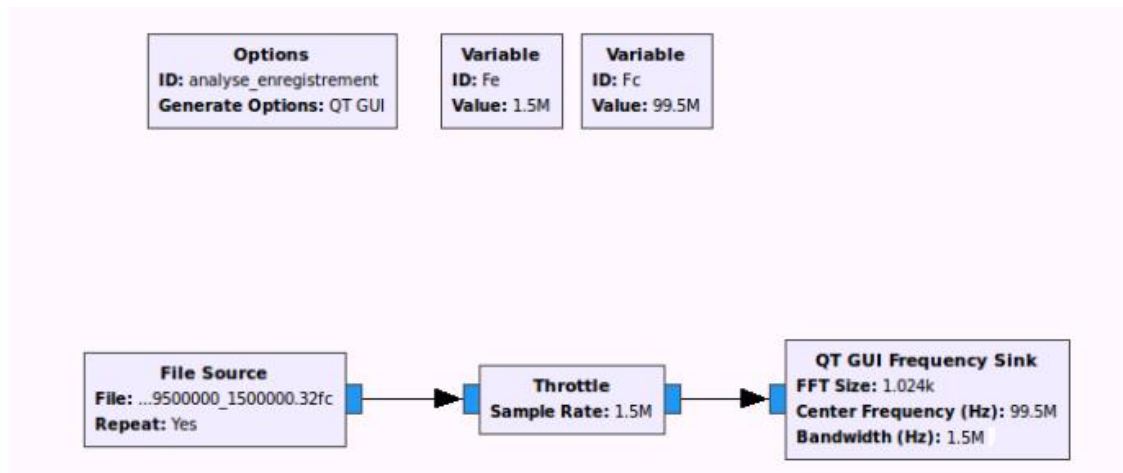 Options
ID: analyse_enregistrement
Generate Options: QT GUI
Variable
ID: Fe
Value: 1.5M
Variable
ID: Fc
Value: 99.5M
File Source
File: ...9500000_1500000.32fc
Repeat: Yes
Throttle
Sample Rate: 1.5M
QT GUI Frequency Sink
FFT Size: 1.024k
Center Frequency (Hz): 99.5M
Bandwidth (Hz): 1.5M